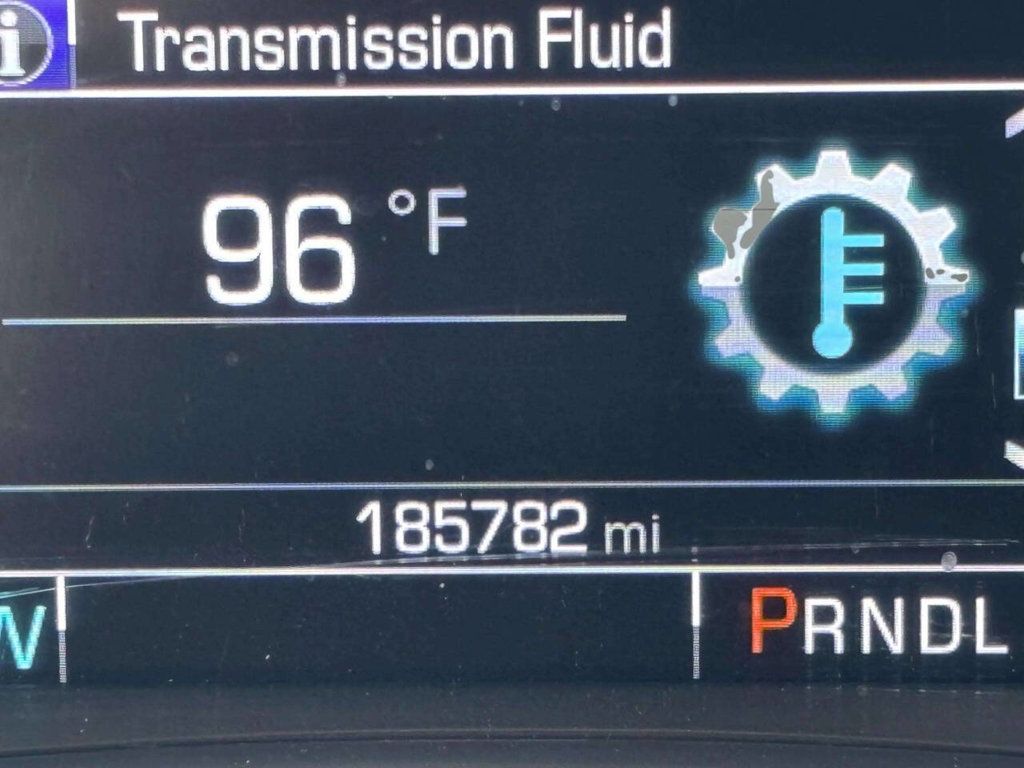 i
Transmission Fluid
96 °F
185782 mi
W
PRNDL